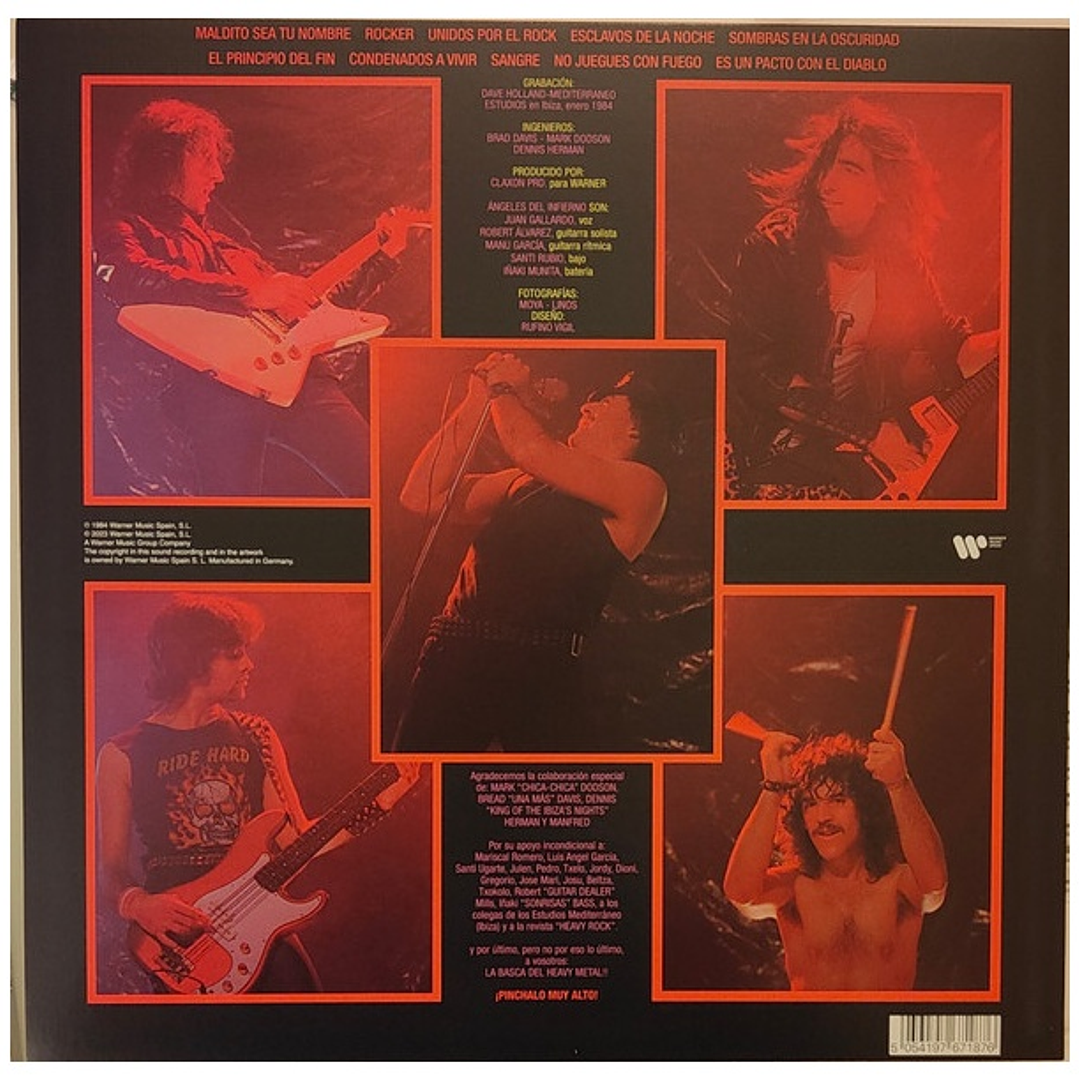 MALDITO SEA TU NOMBRE ROCKER UNIDOS POR EL ROCK ESCLAVOS DE LA NOCHE SOMBRAS EN LA OSCURIDAD
EL PRINCIPIO DEL FIN CONDENADOS A VIVIR SANGRE NO JUEGUES CON FUEGO ES UN PACTO CON EL DIABLO
GRABACIÓN:
DAVE HOLLAND-MEDITERRANEO
ESTUDIOS en Ibiza, enero 1984
INGENIEROS:
BRAD DAVIS - MARK DODSON
DENNIS HERMAN
PRODUCIDO POR:
CLAXON PRO. para WARNER
ÁNGELES DEL INFIERNO SON:
JUAN GALLARDO, voz
ROBERT ÁLVAREZ, guitarra solista
MANU GARCÍA, guitarra rítmica
SANTI RUBIO, bajo
IÑAKI MUNITA, batería
FOTOGRAFÍAS:
MOYA - LINOS
DISEÑO:
RUFINO VIGIL
℗ 1984 Warner Music Spain, S.L.
© 2023 Warner Music Spain, S.L.
A Warner Music Group Company
The copyright in this sound recording and in the artwork
is owned by Warner Music Spain S. L. Manufactured in Germany.
RIDE HARD
Agradecemos la colaboración especial
de: MARK "CHICA-CHICA" DODSON,
BREAD "UNA MÁS" DAVIS, DENNIS
"KING OF THE IBIZA'S NIGHTS"
HERMAN Y MANFRED
Por su apoyo incondicional a:
Mariscal Romero, Luis Angel García,
Santi Ugarte, Julen, Pedro, Txelo, Jordy, Dioni,
Gregorio, Jose Mari, Josu, Beltza,
Txokolo, Robert "GUITAR DEALER"
Mills, Iñaki "SONRISAS" BASS, a los
colegas de los Estudios Mediterráneo
(Ibiza) y a la revista "HEAVY ROCK".
y por último, pero no por eso lo último,
a vosotros:
LA BASCA DEL HEAVY METAL!!
¡PINCHALO MUY ALTO!
5 054197 671876